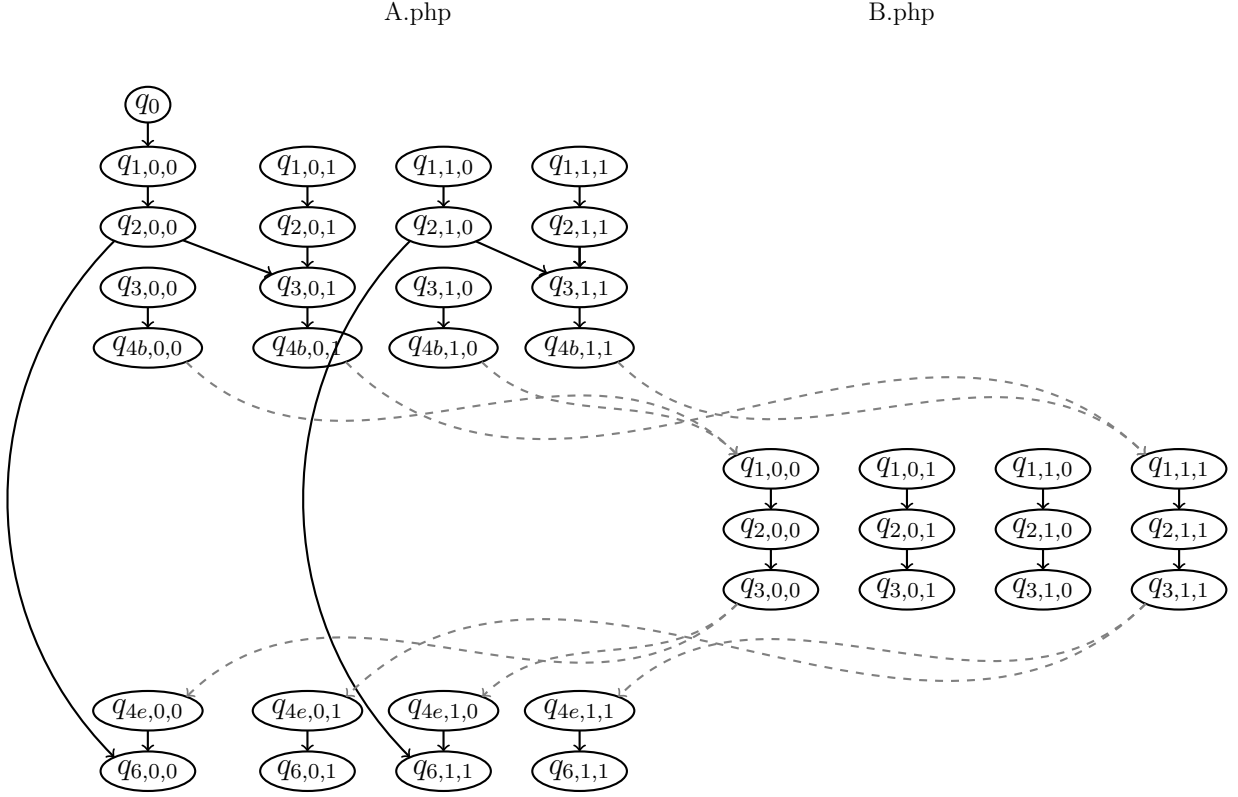 A.php B.php
q0
q1,0,0 q1,0,1 q1,1,0 q1,1,1
q2,0,0 q2,0,1 q2,1,0 q2,1,1
q3,0,0 q3,0,1 q3,1,0 q3,1,1
q4b,0,0 q4b,0,1 q4b,1,0 q4b,1,1
q1,0,0 q1,0,1 q1,1,0 q1,1,1
q2,0,0 q2,0,1 q2,1,0 q2,1,1
q3,0,0 q3,0,1 q3,1,0 q3,1,1
q4e,0,0 q4e,0,1 q4e,1,0 q4e,1,1
q6,0,0 q6,0,1 q6,1,1 q6,1,1